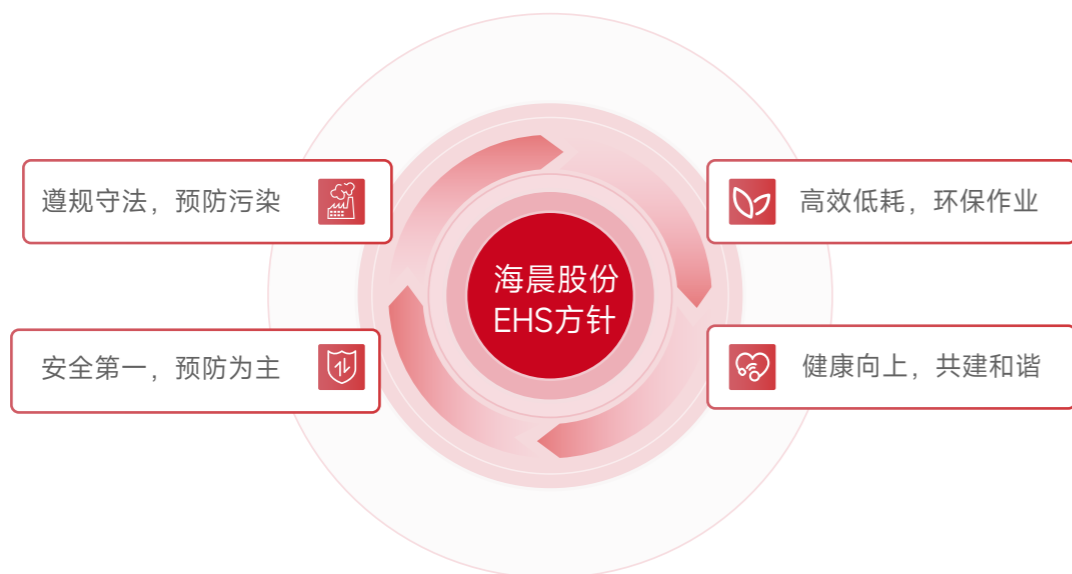 遵规守法，预防污染
高效低耗，环保作业
海晨股份
EHS方针
安全第一，预防为主
健康向上，共建和谐